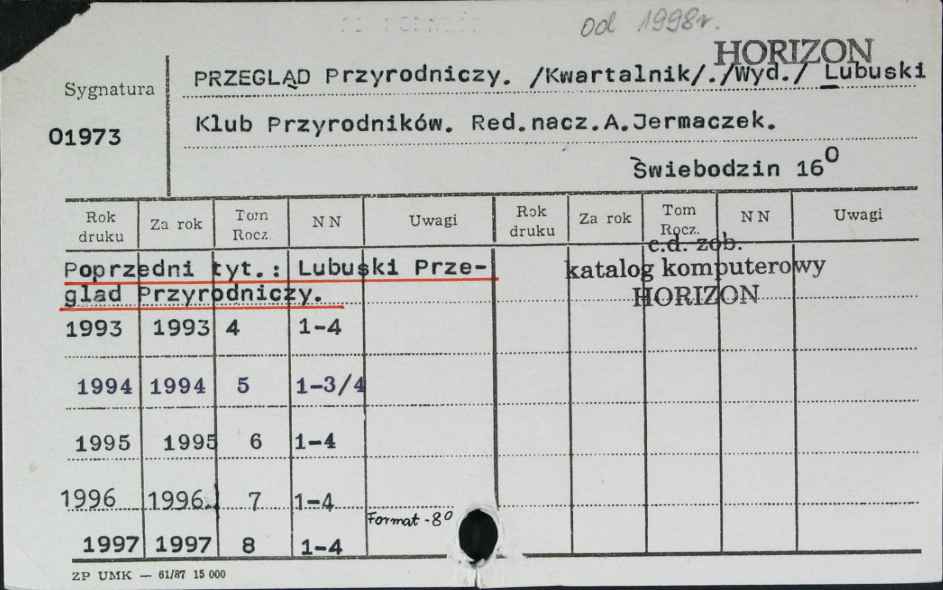 od 1998r.
HORIZON
Sygnatura
01973
PRZEGLĄD Przyrodniczy. /Kwartalnik/./Wyd./ Lubuski
Klub Przyrodników. Red.nacz.A.Jermaczek.
Świebodzin 16⁰
Rok druku | Za rok | Tom Rocz. | NN | Uwagi | Rok druku | Za rok | Tom Rocz. | NN | Uwagi
Poprzedni tyt.: Lubuski Prze-
gląd Przyrodniczy.
c.d. zob.
katalog komputerowy
HORIZON
1993 1993 4 1-4
1994 1994 5 1-3/4
1995 1995 6 1-4
1996 1996 7 1-4
Format - 8⁰
1997 1997 8 1-4
ZP UMK — 61/87 15 000